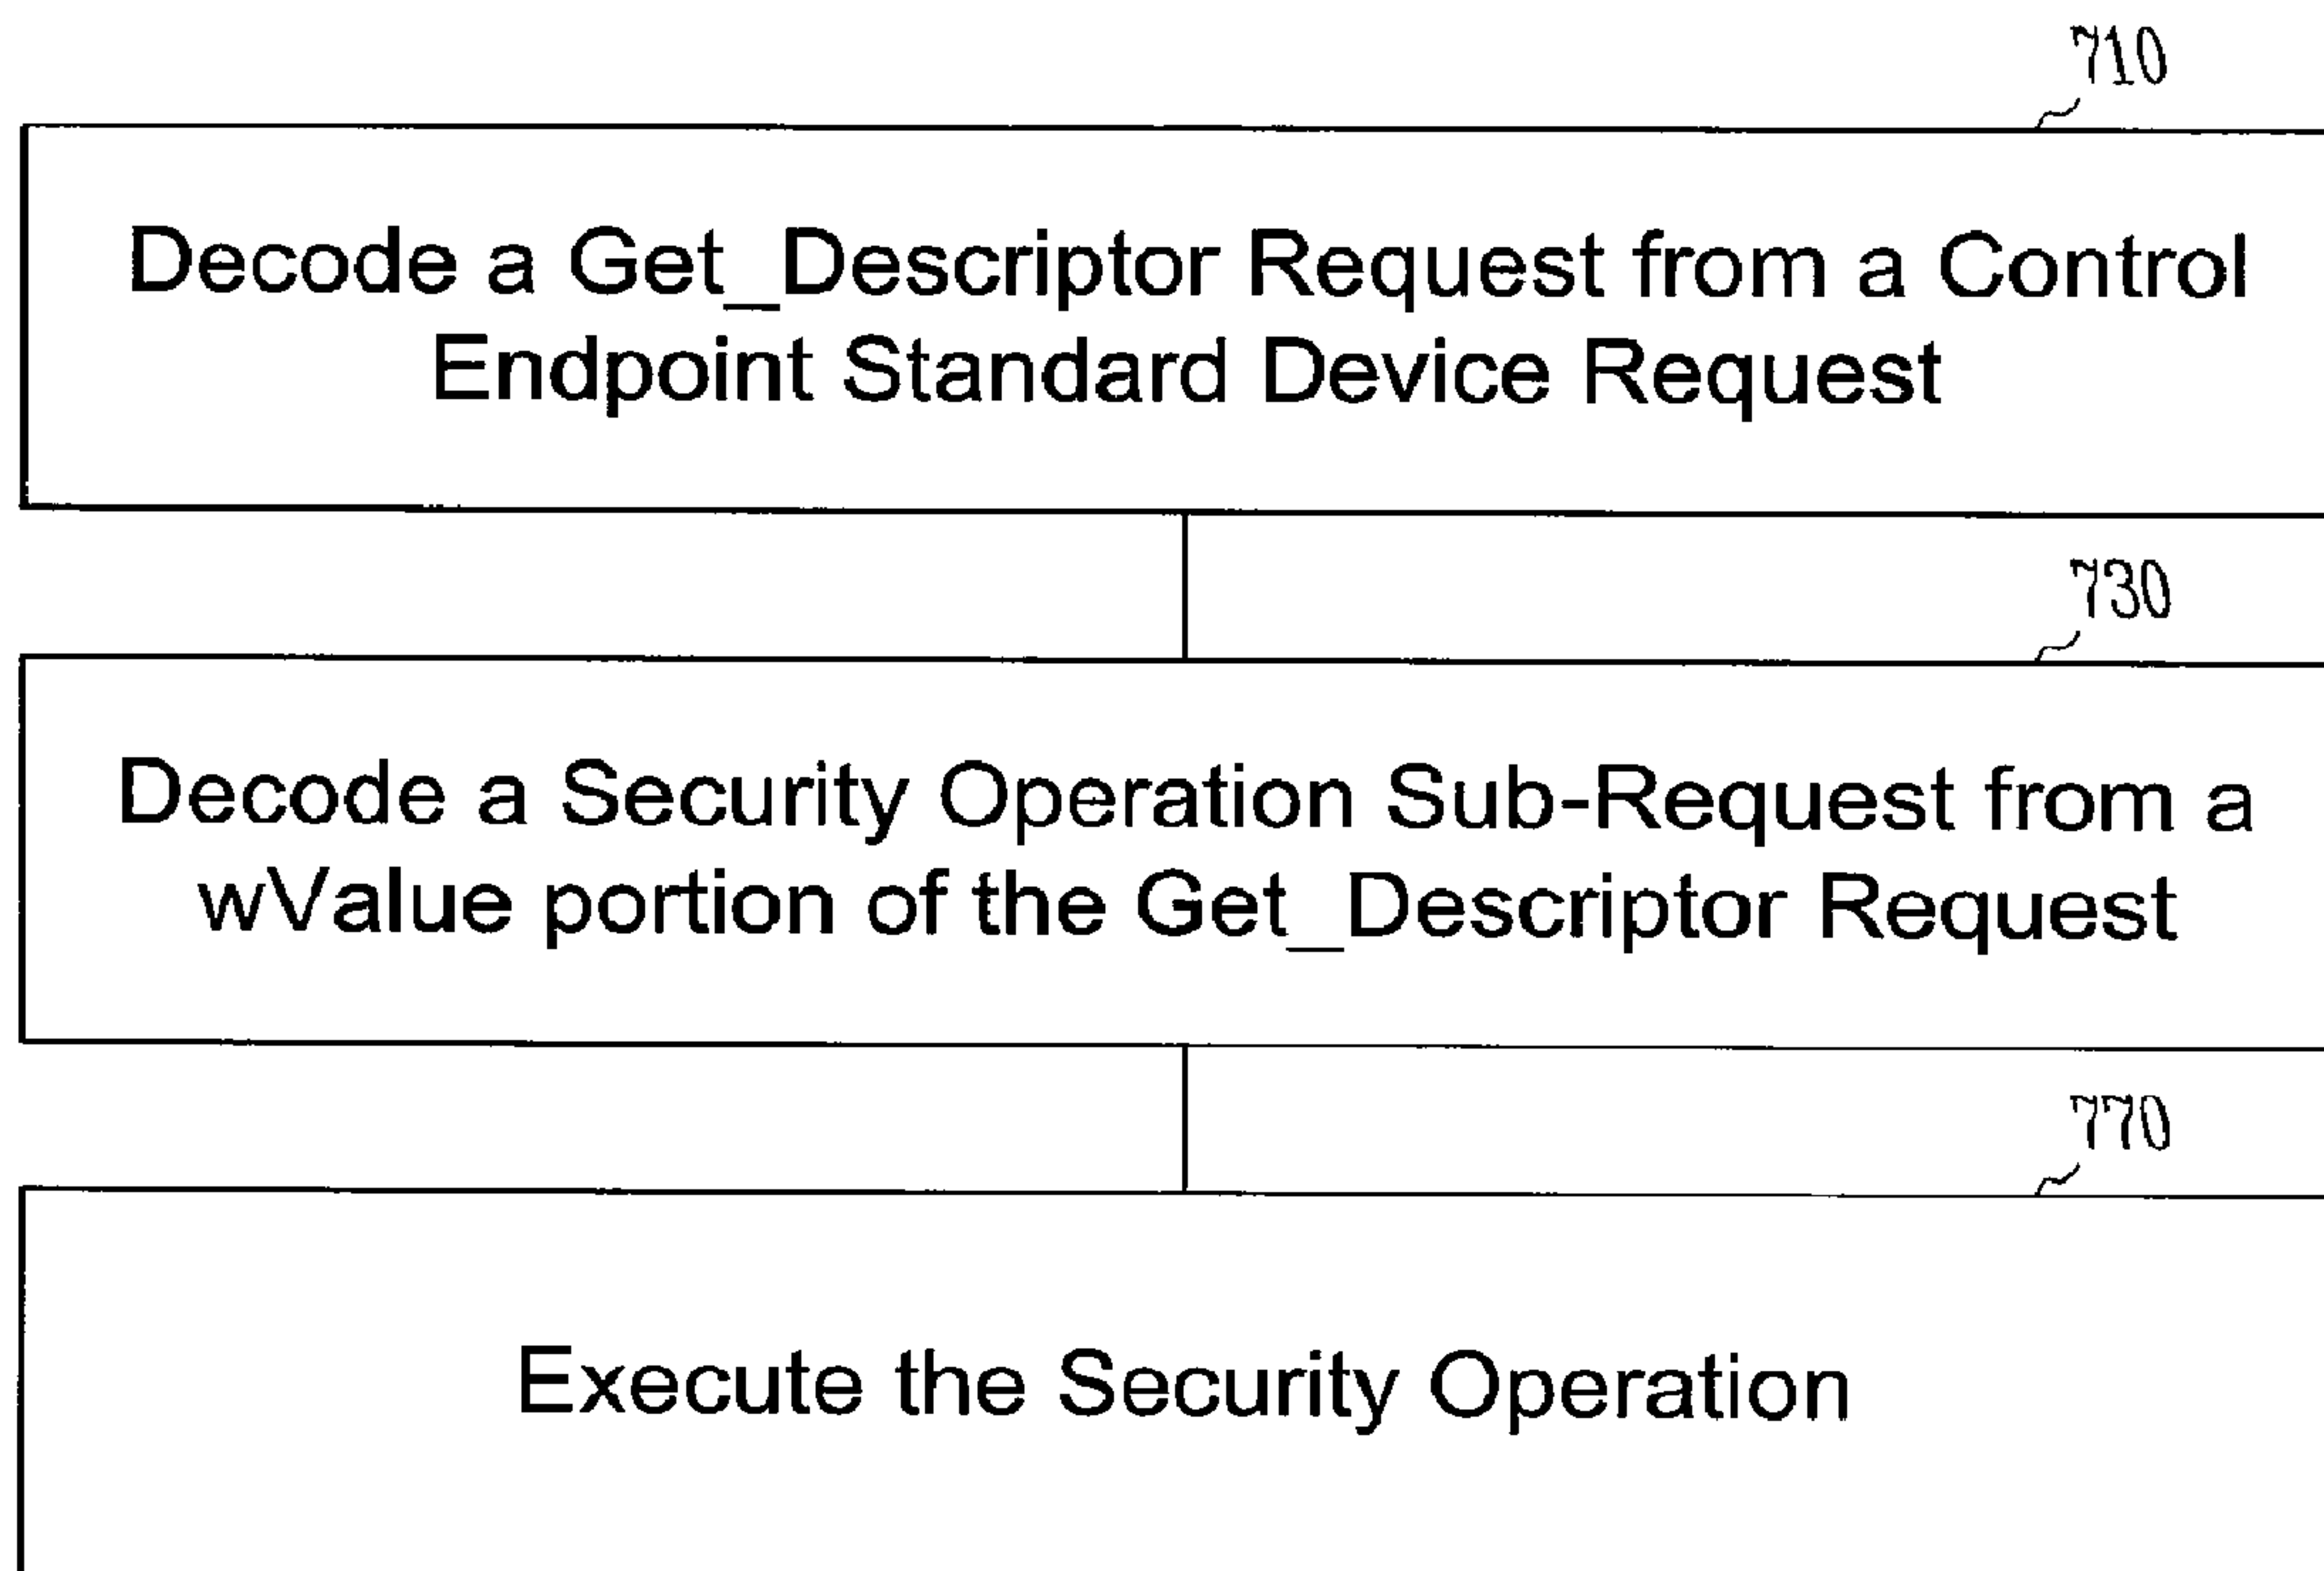 710
Decode a Get_Descriptor Request from a Control
Endpoint Standard Device Request
730
Decode a Security Operation Sub-Request from a
wValue portion of the Get_Descriptor Request
770
Execute the Security Operation